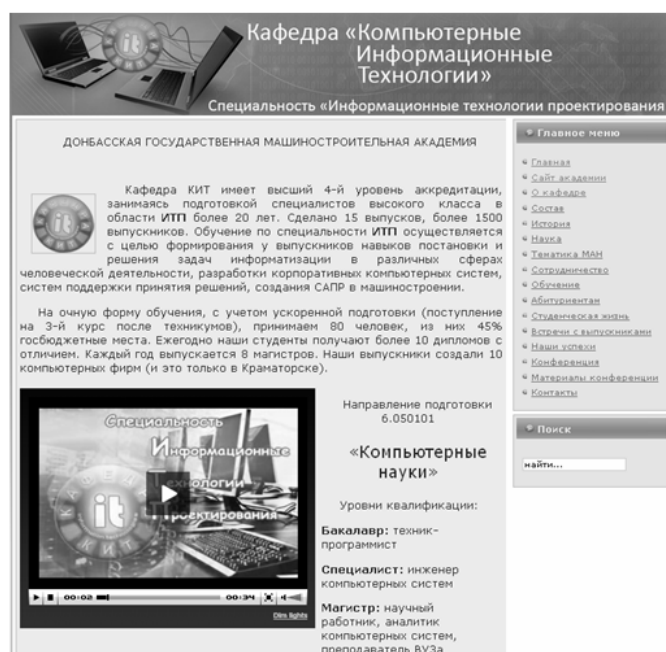 Кафедра «Компьютерные
Информационные
Технологии»
Специальность «Информационные технологии проектирования
ДОНБАССКАЯ ГОСУДАРСТВЕННАЯ МАШИНОСТРОИТЕЛЬНАЯ АКАДЕМИЯ
Кафедра КИТ имеет высший 4-й уровень аккредитации,
занимаясь подготовкой специалистов высокого класса в
области ИТП более 20 лет. Сделано 15 выпусков, более 1500
выпускников. Обучение по специальности ИТП осуществляется
с целью формирования у выпускников навыков постановки и
решения задач информатизации в различных сферах
человеческой деятельности, разработки корпоративных компьютерных систем,
систем поддержки принятия решений, создания САПР в машиностроении.
На очную форму обучения, с учетом ускоренной подготовки (поступление
на 3-й курс после техникумов), принимаем 80 человек, из них 45%
госбюджетные места. Ежегодно наши студенты получают более 10 дипломов с
отличием. Каждый год выпускается 8 магистров. Наши выпускники создали 10
компьютерных фирм (и это только в Краматорске).
Специальность
Информационные
Технологии
Проектирования
it
КИТ
00:02
00:34
Dim lights
Направление подготовки
6.050101
«Компьютерные
науки»
Уровни квалификации:
Бакалавр: техник-
программист
Специалист: инженер
компьютерных систем
Магистр: научный
работник, аналитик
компьютерных систем,
преподаватель ВУЗа
Главное меню
Главная
Сайт академии
О кафедре
Состав
История
Наука
Тематика МАН
Сотрудничество
Обучение
Абитуриентам
Студенческая жизнь
Встречи с выпускниками
Наши успехи
Конференция
Материалы конференции
Контакты
Поиск
найти...